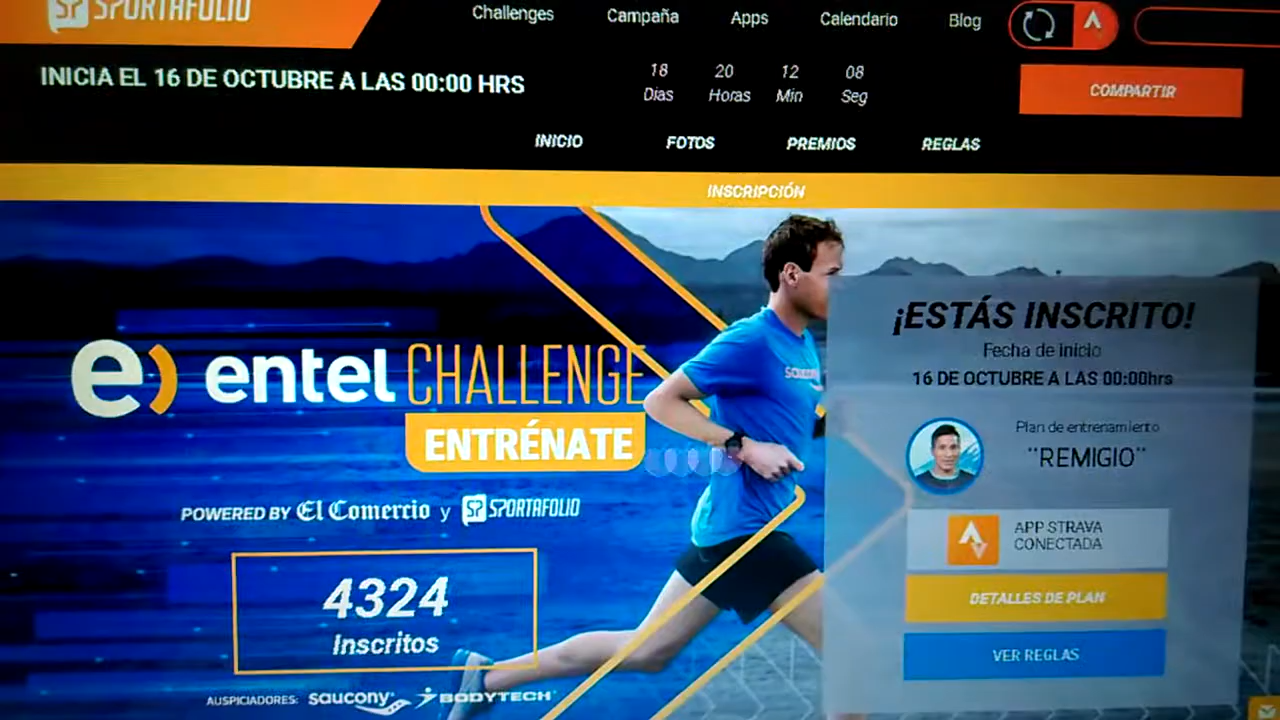 SP SPORTAFOLIO
Challenges Campaña Apps Calendario Blog
INICIA EL 16 DE OCTUBRE A LAS 00:00 HRS
18 20 12 08
Días Horas Min Seg
COMPARTIR
INICIO FOTOS PREMIOS REGLAS
INSCRIPCIÓN
e) entel CHALLENGE
ENTRÉNATE
POWERED BY El Comercio y SP SPORTAFOLIO
4324
Inscritos
AUSPICIADORES: saucony BODYTECH
SAUCONY
¡ESTÁS INSCRITO!
Fecha de inicio
16 DE OCTUBRE A LAS 00:00hrs
Plan de entrenamiento
"REMIGIO"
APP STRAVA
CONECTADA
DETALLES DE PLAN
VER REGLAS